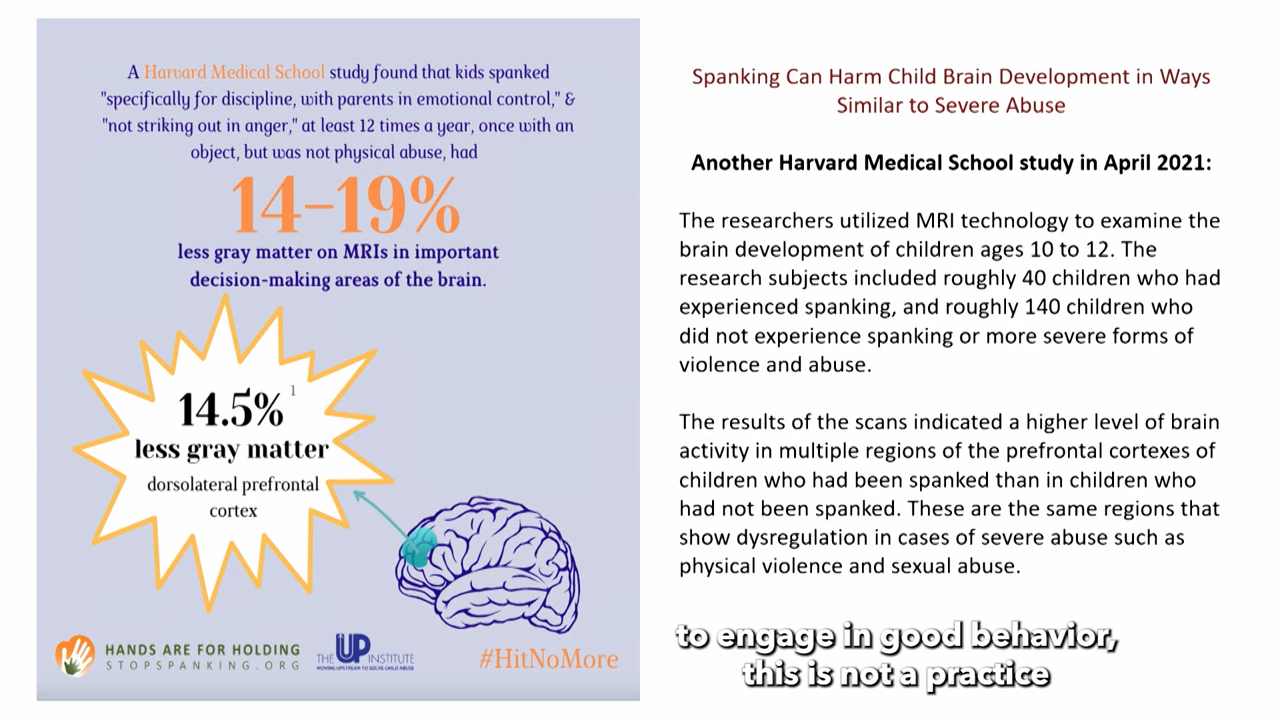 A Harvard Medical School study found that kids spanked
"specifically for discipline, with parents in emotional control," &
"not striking out in anger," at least 12 times a year, once with an
object, but was not physical abuse, had
14–19%
less gray matter on MRIs in important
decision-making areas of the brain.
14.5% 1
less gray matter
dorsolateral prefrontal
cortex
HANDS ARE FOR HOLDING
STOPSPANKING.ORG
THE UP INSTITUTE
MOVING UPSTREAM TO SOLVE CHILD ABUSE
#HitNoMore
Spanking Can Harm Child Brain Development in Ways
Similar to Severe Abuse
Another Harvard Medical School study in April 2021:
The researchers utilized MRI technology to examine the
brain development of children ages 10 to 12. The
research subjects included roughly 40 children who had
experienced spanking, and roughly 140 children who
did not experience spanking or more severe forms of
violence and abuse.
The results of the scans indicated a higher level of brain
activity in multiple regions of the prefrontal cortexes of
children who had been spanked than in children who
had not been spanked. These are the same regions that
show dysregulation in cases of severe abuse such as
physical violence and sexual abuse.
to engage in good behavior,
this is not a practice